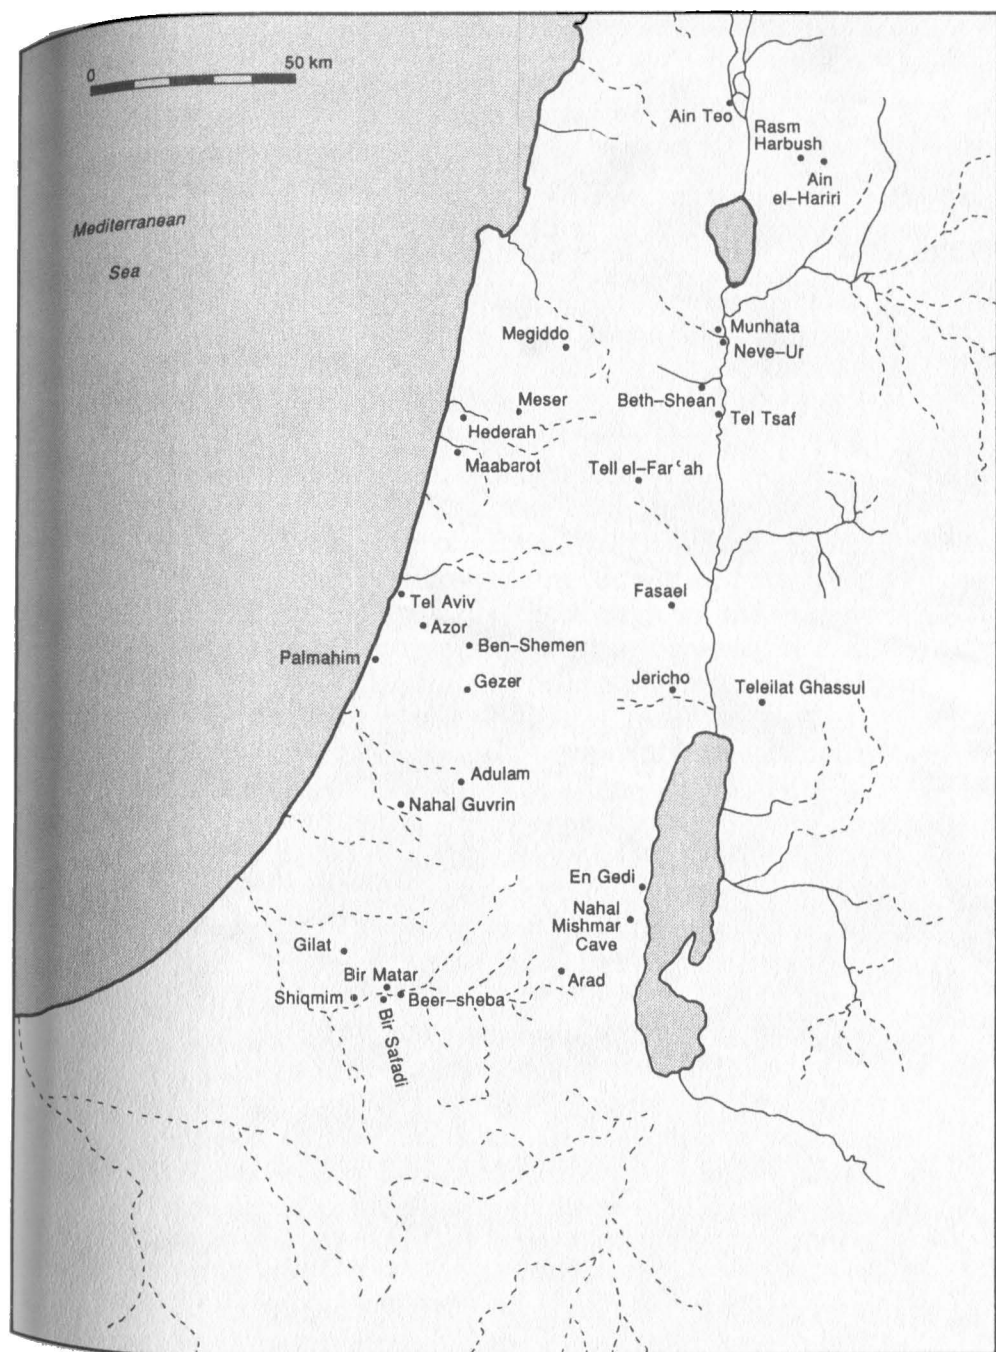 0 50 km
Ain Teo
Rasm
Harbush
Ain
el–Hariri
Mediterranean
Sea
Megiddo
Munhata
Neve–Ur
Meser
Beth–Shean
Tel Tsaf
Hederah
Maabarot
Tell el–Farʿah
Fasael
Tel Aviv
Azor
Ben–Shemen
Palmahim
Gezer
Jericho
Teleilat Ghassul
Adulam
Nahal Guvrin
En Gedi
Nahal
Mishmar
Cave
Gilat
Bir Matar
Arad
Shiqmim
Beer–sheba
Bir Safadi